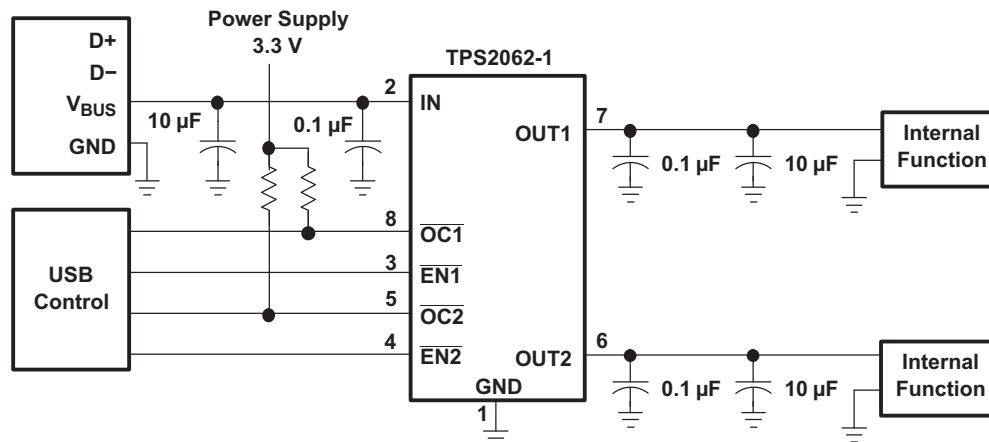 Power Supply
3.3 V
TPS2062-1
D+
D−
V_BUS
GND
10 µF
0.1 µF
2
IN
7
OUT1
0.1 µF
10 µF
Internal
Function
USB
Control
8
OC1
3
EN1
5
OC2
4
EN2
GND
1
6
OUT2
0.1 µF
10 µF
Internal
Function